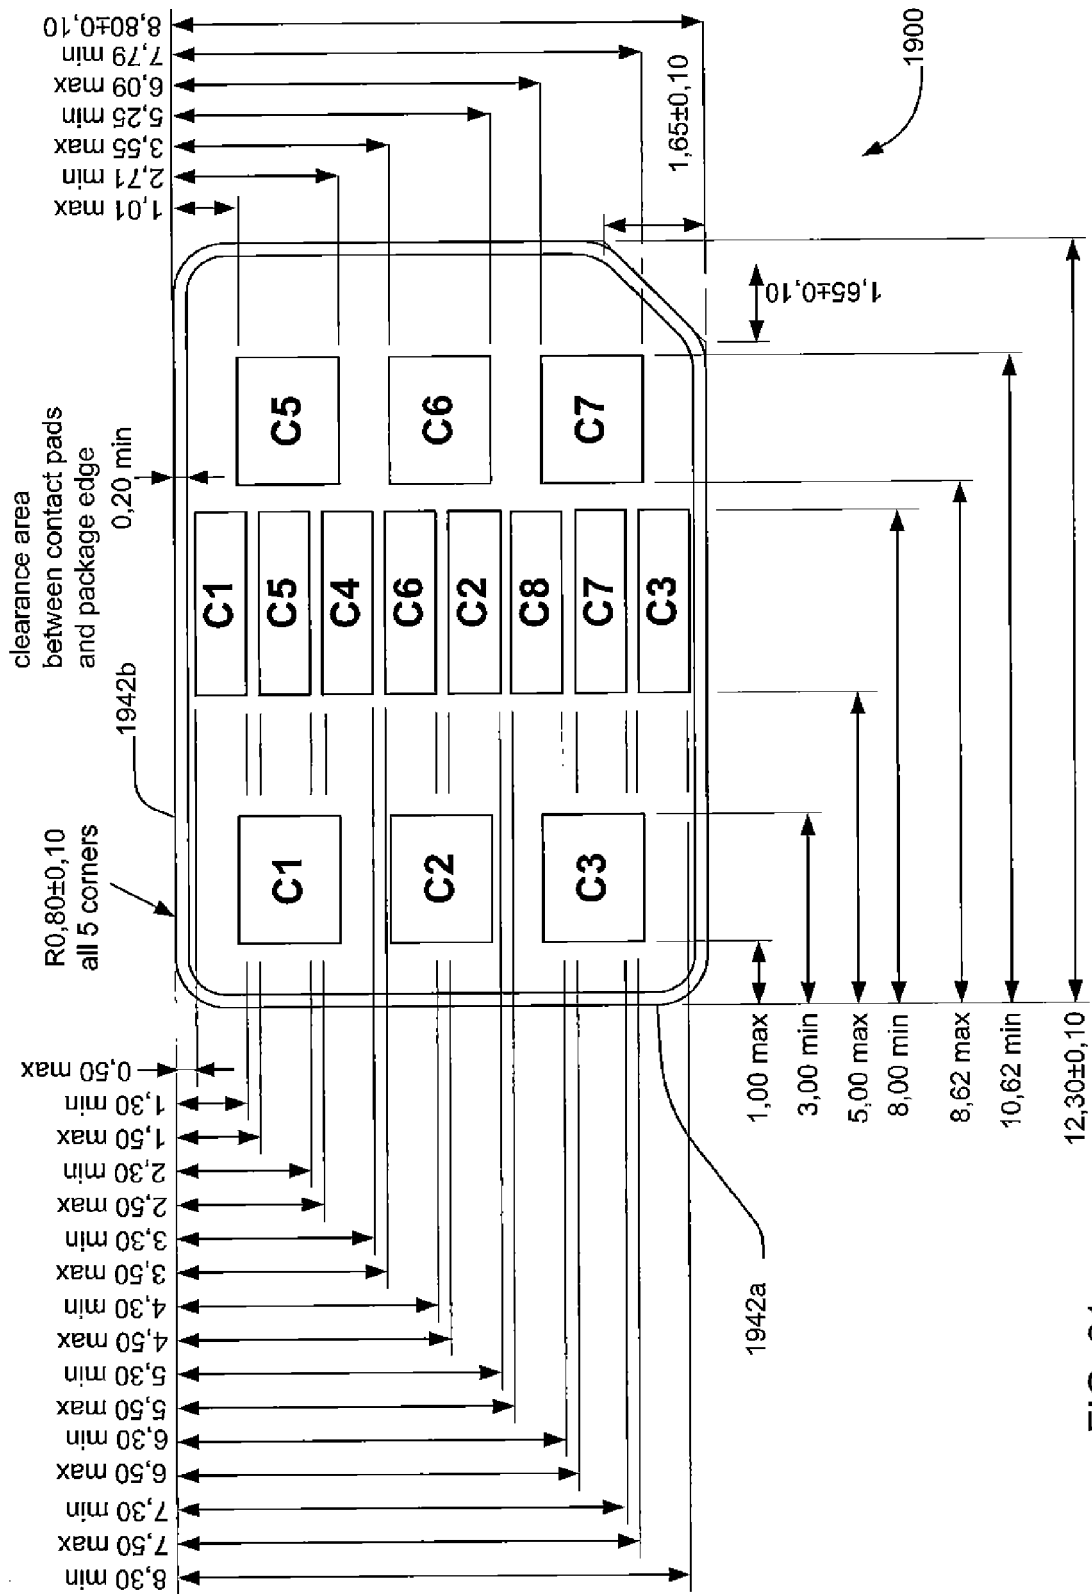 8,80±0,10
7,79 min
6,09 max
5,25 min
3,55 max
2,71 min
1,01 max
1,65±0,10
1900
clearance area
between contact pads
and package edge
0,20 min
1,65±0,10
1942b
R0,80±0,10
all 5 corners
C5
C6
C7
C1
C5
C4
C6
C2
C8
C7
C3
C1
C2
C3
0,50 max
1,30 min
1,50 max
2,30 min
2,50 max
3,30 min
3,50 max
4,30 min
4,50 max
5,30 min
5,50 max
6,30 min
6,50 max
7,30 min
7,50 max
8,30 min
1942a
1,00 max
3,00 min
5,00 max
8,00 min
8,62 max
10,62 min
12,30±0,10